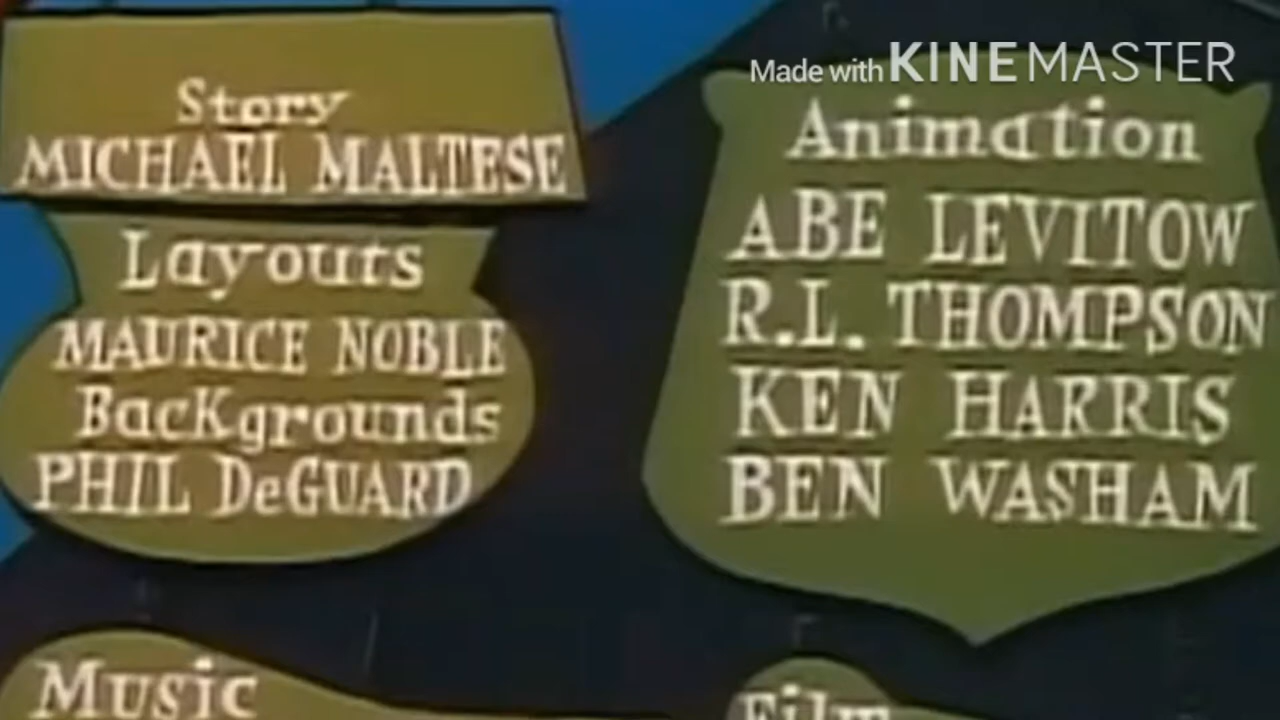 Made with KINEMASTER
Story
MICHAEL MALTESE
Layouts
MAURICE NOBLE
Backgrounds
PHIL DeGUARD
Music
Animation
ABE LEVITOW
R.L. THOMPSON
KEN HARRIS
BEN WASHAM
Film